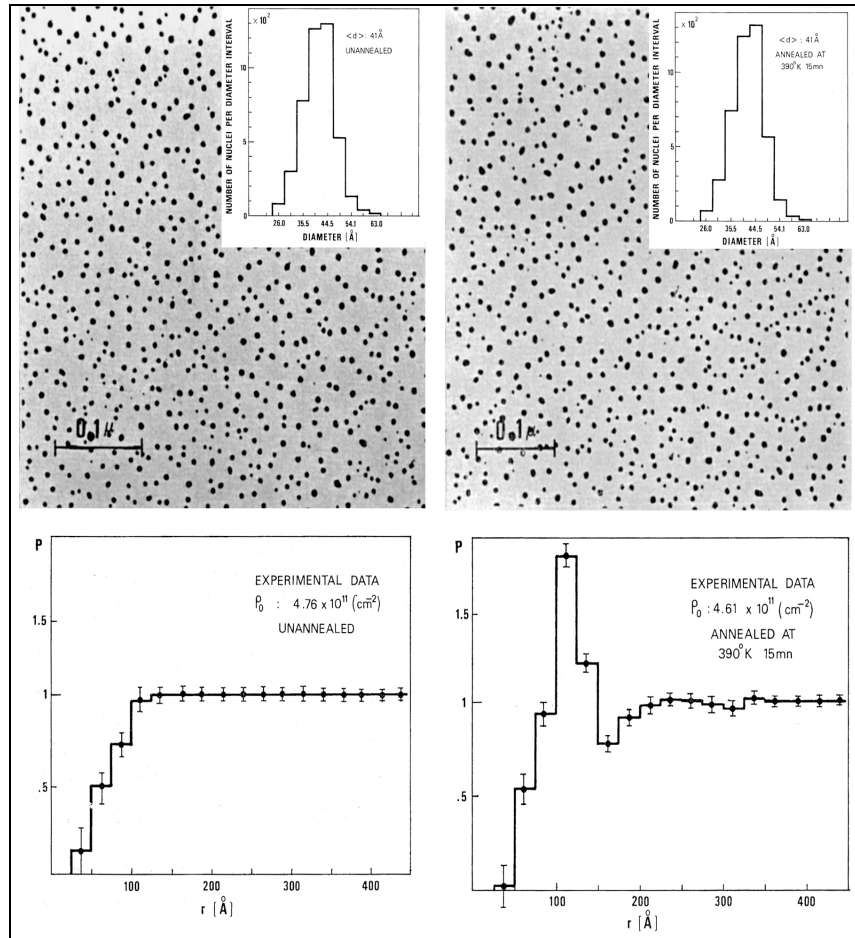 × 10²
NUMBER OF NUCLEI PER DIAMETER INTERVAL
10
5
0
<d> : 41Å
UNANNEALED
26.0 35.5 44.5 54.1 63.0
DIAMETER [Å]
0.1μ
× 10²
NUMBER OF NUCLEI PER DIAMETER INTERVAL
10
5
0
<d> : 41Å
ANNEALED AT
390°K 15mn
26.0 35.5 44.5 54.1 63.0
DIAMETER [Å]
0.1μ
P
1.5
1
.5
EXPERIMENTAL DATA
ρ₀ : 4.76 x 10¹¹ (cm⁻²)
UNANNEALED
100 200 300 400
r [Å]
P
1.5
1
.5
EXPERIMENTAL DATA
ρ₀ : 4.61 x 10¹¹ (cm⁻²)
ANNEALED AT
390°K 15mn
100 200 300 400
r [Å]